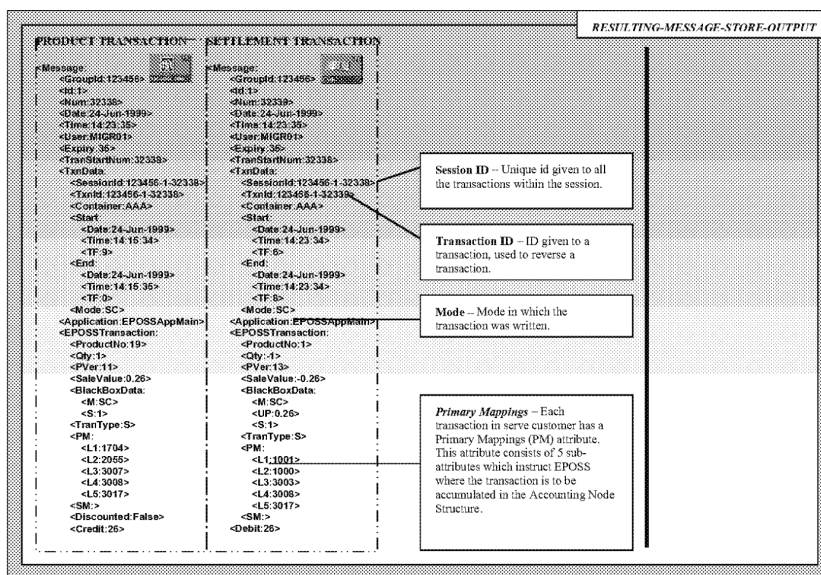 RESULTING-MESSAGE-STORE-OUTPUT
PRODUCT TRANSACTION
<Message:
<GroupId:123456>
<Id:1>
<Num:32338>
<Date:24-Jun-1999>
<Time:14:23:35>
<User:MIGR01>
<Expiry:35>
<TranStartNum:32338>
<TxnData:
<SessionId:123456-1-32338>
<TxnId:123456-1-32338>
<Container:AAA>
<Start:
<Date:24-Jun-1999>
<Time:14:15:34>
<TF:9>
<End:
<Date:24-Jun-1999>
<Time:14:15:35>
<TF:0>
<Mode:SC>
<Application:EPOSSAppMain>
<EPOSSTransaction:
<ProductNo:19>
<Qty:1>
<PVer:11>
<SaleValue:0.26>
<BlackBoxData:
<M:SC>
<S:1>
<TranType:S>
<PM:
<L1:1704>
<L2:2055>
<L3:3007>
<L4:3008>
<L5:3017>
<SM:>
<Discounted:False>
<Credit:26>
SETTLEMENT TRANSACTION
<Message:
<GroupId:123456>
<Id:1>
<Num:32339>
<Date:24-Jun-1999>
<Time:14:23:35>
<User:MIGR01>
<Expiry:35>
<TranStartNum:32338>
<TxnData:
<SessionId:123456-1-32338>
<TxnId:123456-1-32339>
<Container:AAA>
<Start:
<Date:24-Jun-1999>
<Time:14:23:34>
<TF:6>
<End:
<Date:24-Jun-1999>
<Time:14:23:34>
<TF:8>
<Mode:SC>
<Application:EPOSSAppMain>
<EPOSSTransaction:
<ProductNo:1>
<Qty:-1>
<PVer:13>
<SaleValue:-0.26>
<BlackBoxData:
<M:SC>
<UP:0.26>
<S:1>
<TranType:S>
<PM:
<L1:1001>
<L2:1000>
<L3:3003>
<L4:3008>
<L5:3017>
<SM:>
<Debit:26>
Session ID – Unique id given to all
the transactions within the session.
Transaction ID – ID given to a
transaction, used to reverse a
transaction.
Mode – Mode in which the
transaction was written.
Primary Mappings – Each
transaction in serve customer has a
Primary Mappings (PM) attribute.
This attribute consists of 5 sub-
attributes which instruct EPOSS
where the transaction is to be
accumulated in the Accounting Node
Structure.